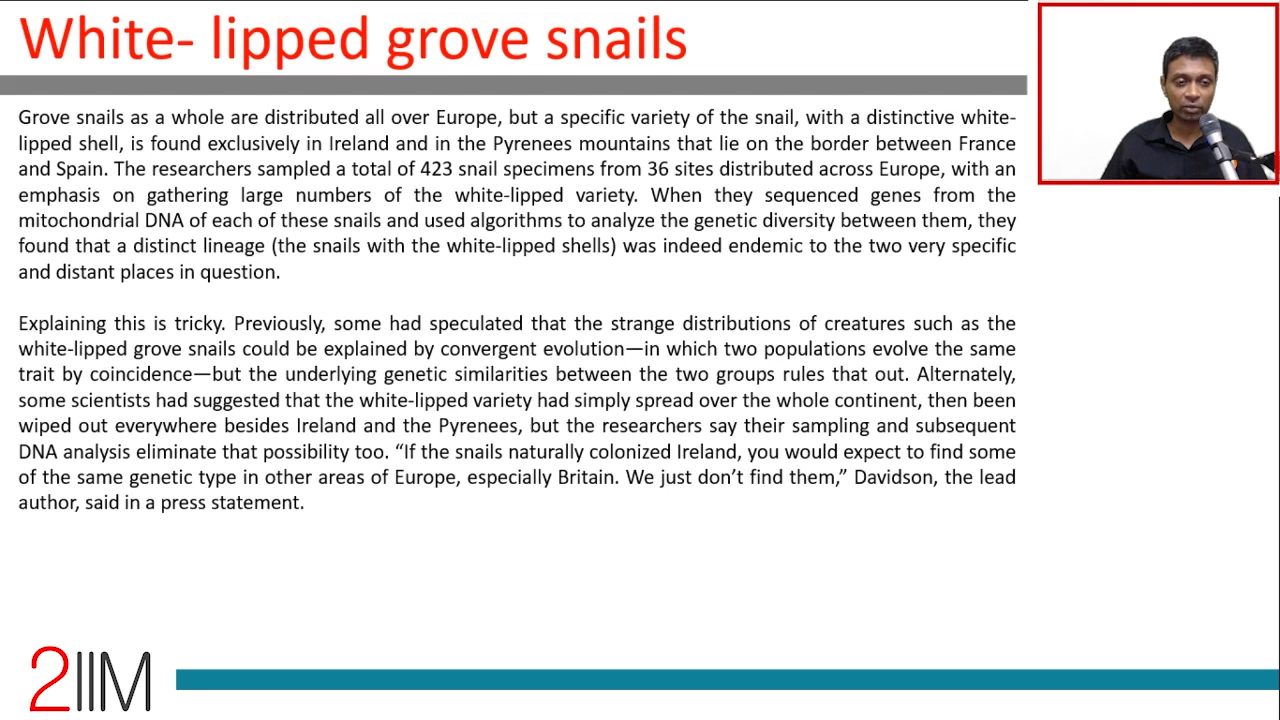 White- lipped grove snails
Grove snails as a whole are distributed all over Europe, but a specific variety of the snail, with a distinctive white-
lipped shell, is found exclusively in Ireland and in the Pyrenees mountains that lie on the border between France
and Spain. The researchers sampled a total of 423 snail specimens from 36 sites distributed across Europe, with an
emphasis on gathering large numbers of the white-lipped variety. When they sequenced genes from the
mitochondrial DNA of each of these snails and used algorithms to analyze the genetic diversity between them, they
found that a distinct lineage (the snails with the white-lipped shells) was indeed endemic to the two very specific
and distant places in question.
Explaining this is tricky. Previously, some had speculated that the strange distributions of creatures such as the
white-lipped grove snails could be explained by convergent evolution—in which two populations evolve the same
trait by coincidence—but the underlying genetic similarities between the two groups rules that out. Alternately,
some scientists had suggested that the white-lipped variety had simply spread over the whole continent, then been
wiped out everywhere besides Ireland and the Pyrenees, but the researchers say their sampling and subsequent
DNA analysis eliminate that possibility too. “If the snails naturally colonized Ireland, you would expect to find some
of the same genetic type in other areas of Europe, especially Britain. We just don’t find them,” Davidson, the lead
author, said in a press statement.
2IIM